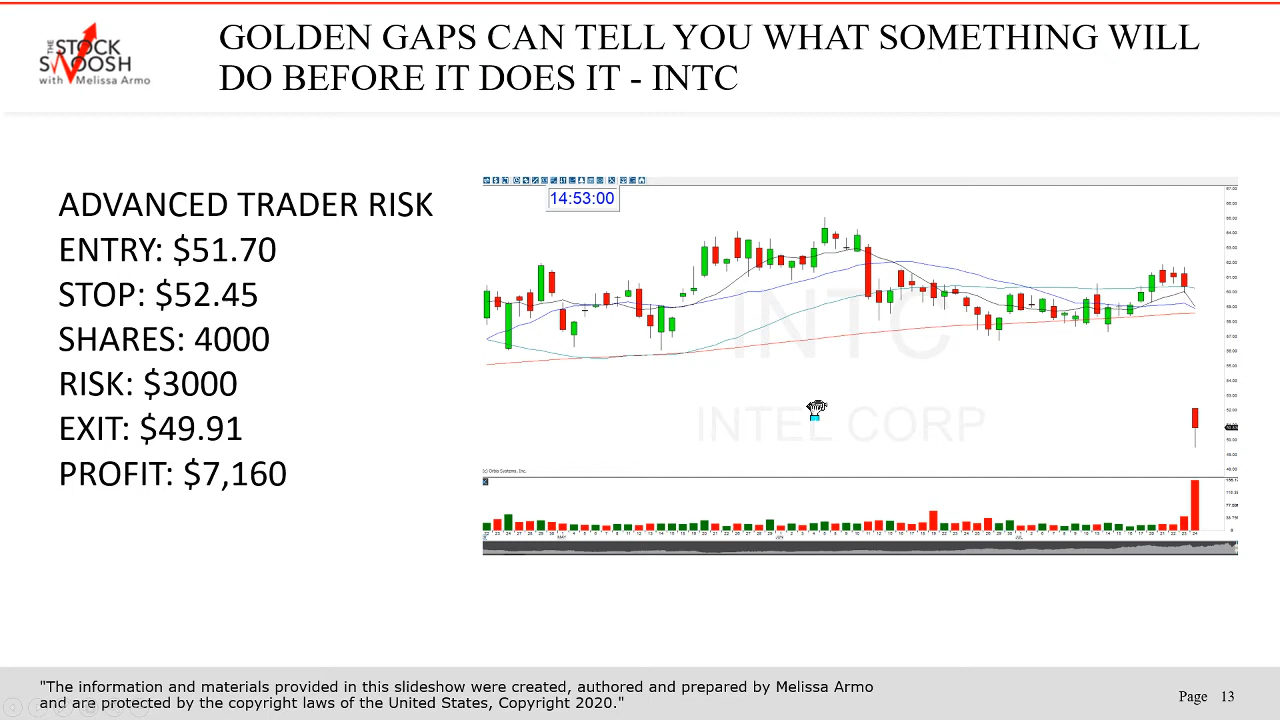 THE
STOCK
SWOOSH
with Melissa Armo
GOLDEN GAPS CAN TELL YOU WHAT SOMETHING WILL
DO BEFORE IT DOES IT - INTC
ADVANCED TRADER RISK
ENTRY: $51.70
STOP: $52.45
SHARES: 4000
RISK: $3000
EXIT: $49.91
PROFIT: $7,160
14:53:00
INTC
INTEL CORP
"The information and materials provided in this slideshow were created, authored and prepared by Melissa Armo
and are protected by the copyright laws of the United States, Copyright 2020."
Page 13